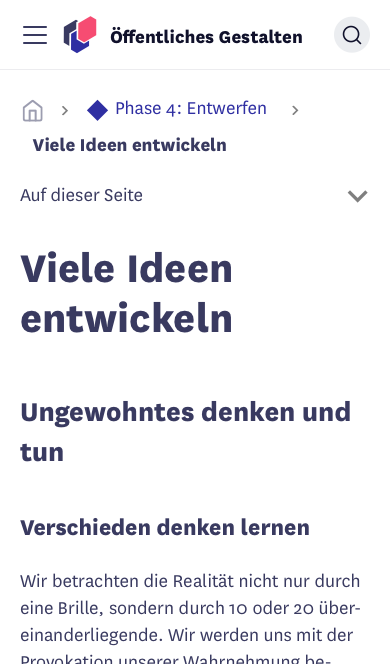 Öffentliches Gestalten
Phase 4: Entwerfen
Viele Ideen entwickeln
Auf dieser Seite
Viele Ideen
entwickeln
Ungewohntes denken und
tun
Verschieden denken lernen
Wir betrachten die Realität nicht nur durch
eine Brille, sondern durch 10 oder 20 über-
einanderliegende. Wir werden uns mit der
Provokation unserer Wahrnehmung be-